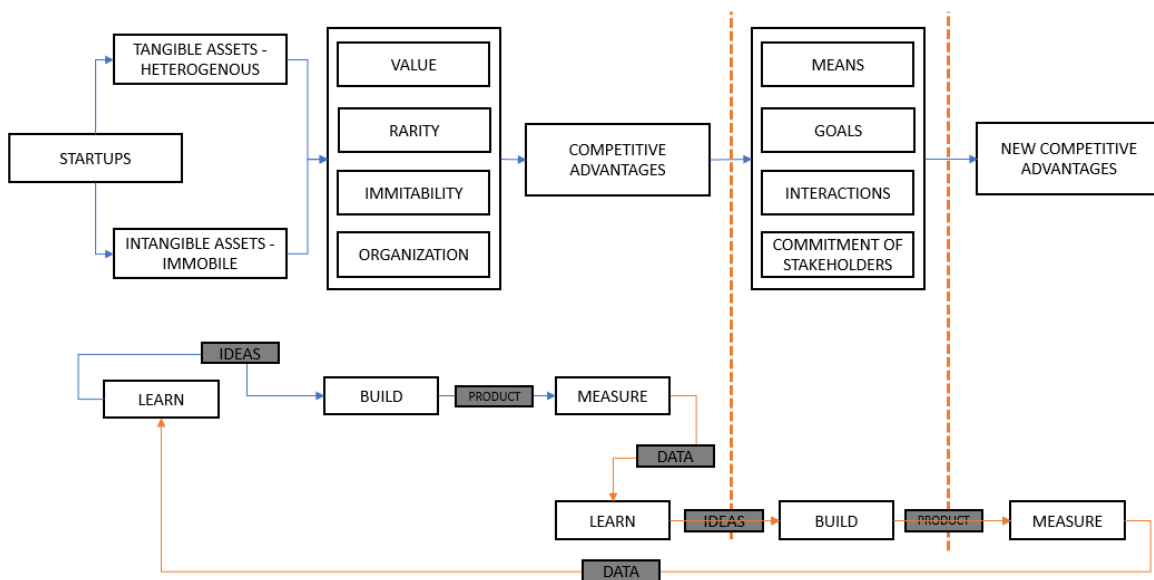 TANGIBLE ASSETS -
HETEROGENOUS
STARTUPS
INTANGIBLE ASSETS -
IMMOBILE
VALUE
RARITY
IMMITABILITY
ORGANIZATION
COMPETITIVE
ADVANTAGES
MEANS
GOALS
INTERACTIONS
COMMITMENT OF
STAKEHOLDERS
NEW COMPETITIVE
ADVANTAGES
IDEAS
LEARN
BUILD
PRODUCT
MEASURE
DATA
LEARN
IDEAS
BUILD
PRODUCT
MEASURE
DATA